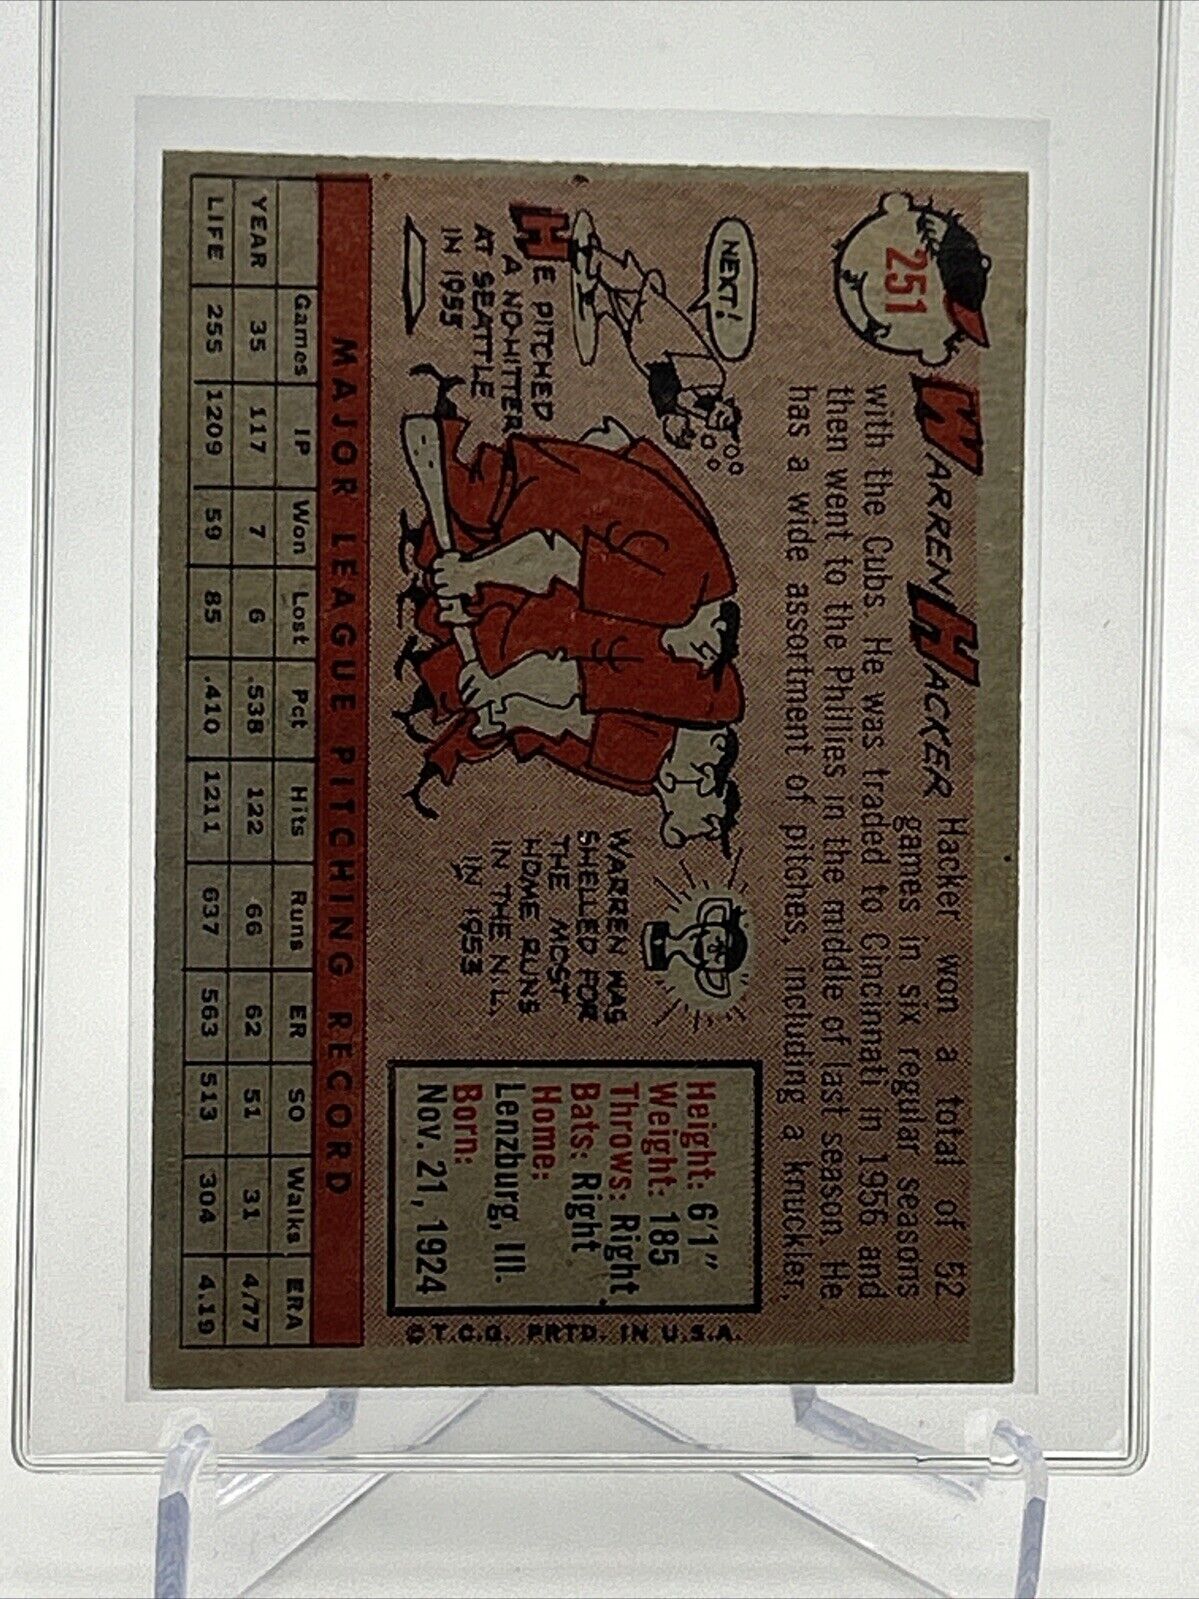 251
WARREN HACKER
Hacker won a total of 52
games in six regular seasons
with the Cubs. He was traded to Cincinnati in 1956 and
then went to the Phillies in the middle of last season. He
has a wide assortment of pitches, including a knuckler.
NEXT!
HE PITCHED
A NO-HITTER
AT SEATTLE
IN 1955
WARREN WAS
SHELLED FOR
THE MOST
HOME RUNS
IN THE N.L.
IN 1953
Height: 6'1"
Weight: 185
Throws: Right
Bats: Right
Home:
Lenzburg, Ill.
Born:
Nov. 21, 1924
© T.C.G. PRTD. IN U.S.A.
MAJOR LEAGUE PITCHING RECORD
Games IP Won Lost Pct Hits Runs ER SO Walks ERA
YEAR 35 117 7 6 .538 122 66 62 51 31 4/77
LIFE 255 1209 59 85 .410 1211 637 563 513 304 4.19